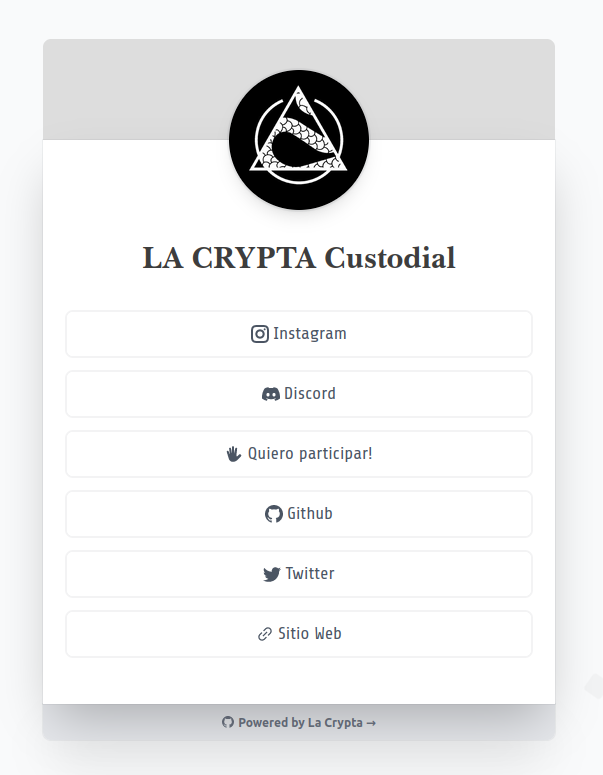 LA CRYPTA Custodial
Instagram
Discord
Quiero participar!
Github
Twitter
Sitio Web
Powered by La Crypta →